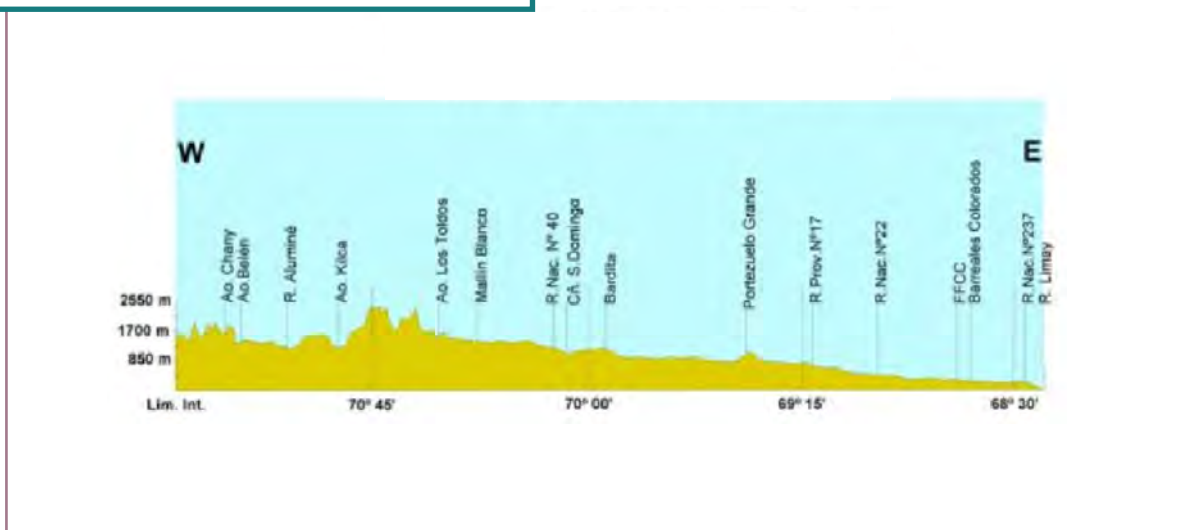 W
E
Ao. Chany
Ao.Belén
R. Aluminé
Ao. Kilca
Ao. Los Toldos
Mallín Blanco
R.Nac. Nº 40
CÁ. S.Domingo
Bardita
Portezuelo Grande
R.Prov.Nº17
R.Nac.Nº22
FFCC
Barreales Colorados
R.Nac.Nº237
R. Limay
2550 m
1700 m
850 m
Lim. Int.
70º 45'
70º 00'
69º 15'
68º 30'